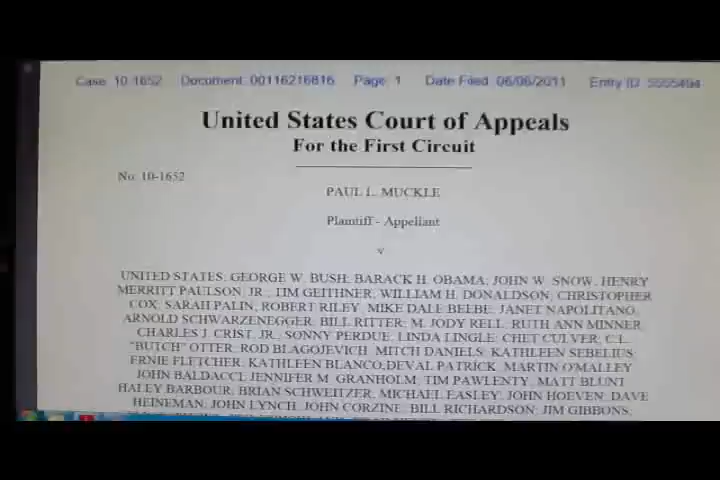 Case: 10-1652 Document: 00116216816 Page: 1 Date Filed: 06/06/2011 Entry ID: 5555494
United States Court of Appeals
For the First Circuit
No. 10-1652
PAUL L. MUCKLE
Plaintiff - Appellant
v.
UNITED STATES; GEORGE W. BUSH; BARACK H. OBAMA; JOHN W. SNOW; HENRY
MERRITT PAULSON, JR.; TIM GEITHNER; WILLIAM H. DONALDSON; CHRISTOPHER
COX; SARAH PALIN; ROBERT RILEY; MIKE DALE BEEBE; JANET NAPOLITANO;
ARNOLD SCHWARZENEGGER; BILL RITTER; M. JODY RELL; RUTH ANN MINNER;
CHARLES J. CRIST, JR.; SONNY PERDUE; LINDA LINGLE; CHET CULVER; C.L.
"BUTCH" OTTER; ROD BLAGOJEVICH; MITCH DANIELS; KATHLEEN SEBELIUS;
ERNIE FLETCHER; KATHLEEN BLANCO; DEVAL PATRICK; MARTIN O'MALLEY;
JOHN BALDACCI; JENNIFER M. GRANHOLM; TIM PAWLENTY; MATT BLUNT;
HALEY BARBOUR; BRIAN SCHWEITZER; MICHAEL EASLEY; JOHN HOEVEN; DAVE
HEINEMAN; JOHN LYNCH; JOHN CORZINE; BILL RICHARDSON; JIM GIBBONS;